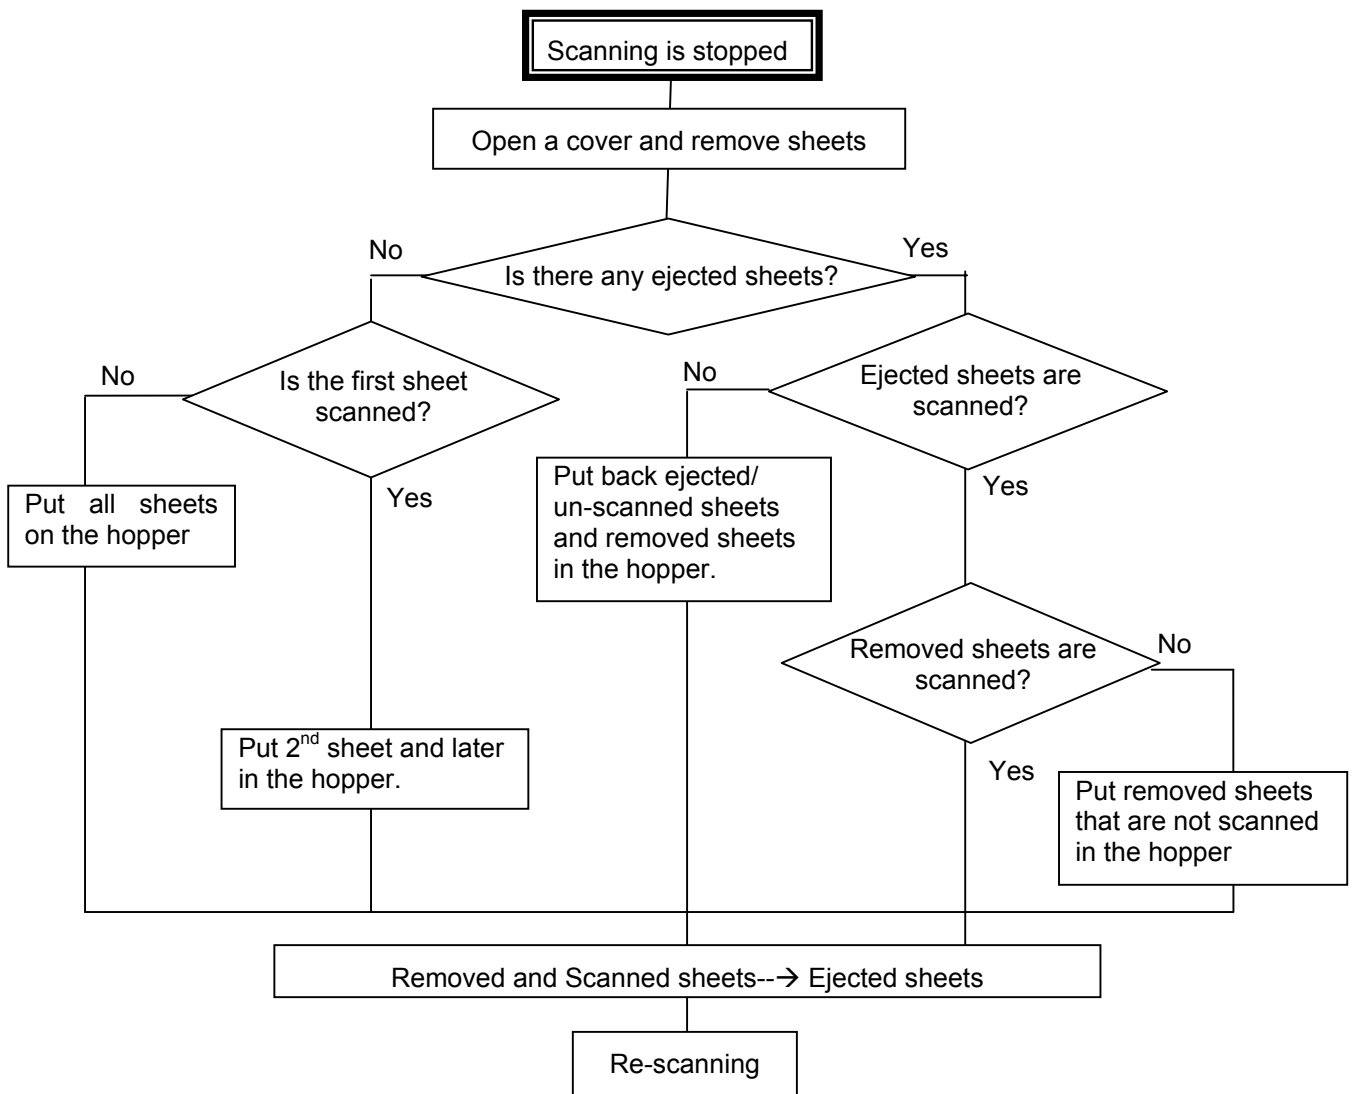 Scanning is stopped
Open a cover and remove sheets
No
Yes
Is there any ejected sheets?
No
Is the first sheet
scanned?
No
Ejected sheets are
scanned?
Put all sheets
on the hopper
Yes
Put back ejected/
un-scanned sheets
and removed sheets
in the hopper.
Yes
Removed sheets are
scanned?
No
Put 2nd sheet and later
in the hopper.
Yes
Put removed sheets
that are not scanned
in the hopper
Removed and Scanned sheets--→ Ejected sheets
Re-scanning